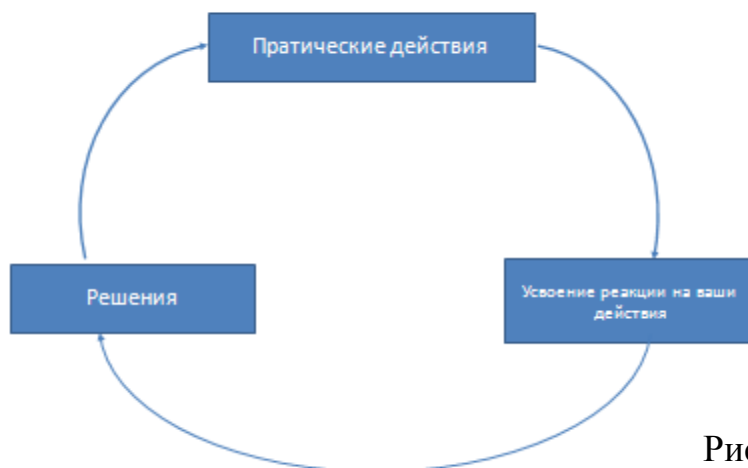 Пратические действия
Решения
Усвоение реакции на ваши
действия
Рис